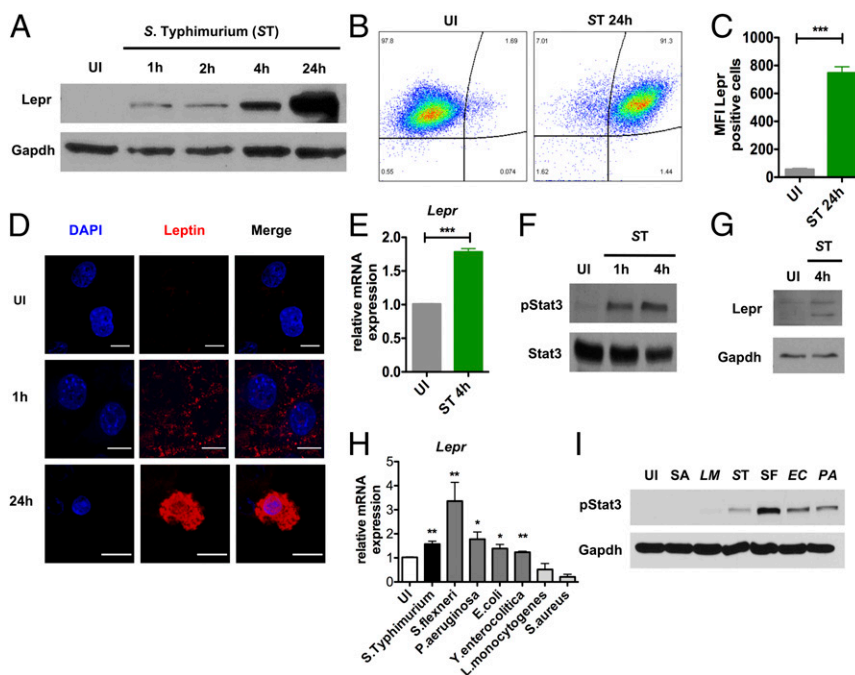 A
S. Typhimurium (ST)
UI 1h 2h 4h 24h
Lepr
Gapdh
B
UI ST 24h
97.8 1.69 7.01 91.3
0.55 0.074 1.62 1.44
C
***
MFI Lepr
positive cells
1000
800
600
400
200
0
UI
ST 24h
D
DAPI Leptin Merge
UI
1h
24h
E
Lepr
***
relative mRNA
expression
2.0
1.5
1.0
0.5
0.0
UI
ST 4h
F
ST
UI 1h 4h
pStat3
Stat3
G
ST
UI 4h
Lepr
Gapdh
H
Lepr
relative mRNA
expression
5
4
3
2
1
0
** ** * * **
UI
S.Typhimurium
S.flexneri
P.aeruginosa
E.coli
Y.enterocolitica
L.monocytogenes
S.aureus
I
UI SA LM ST SF EC PA
pStat3
Gapdh